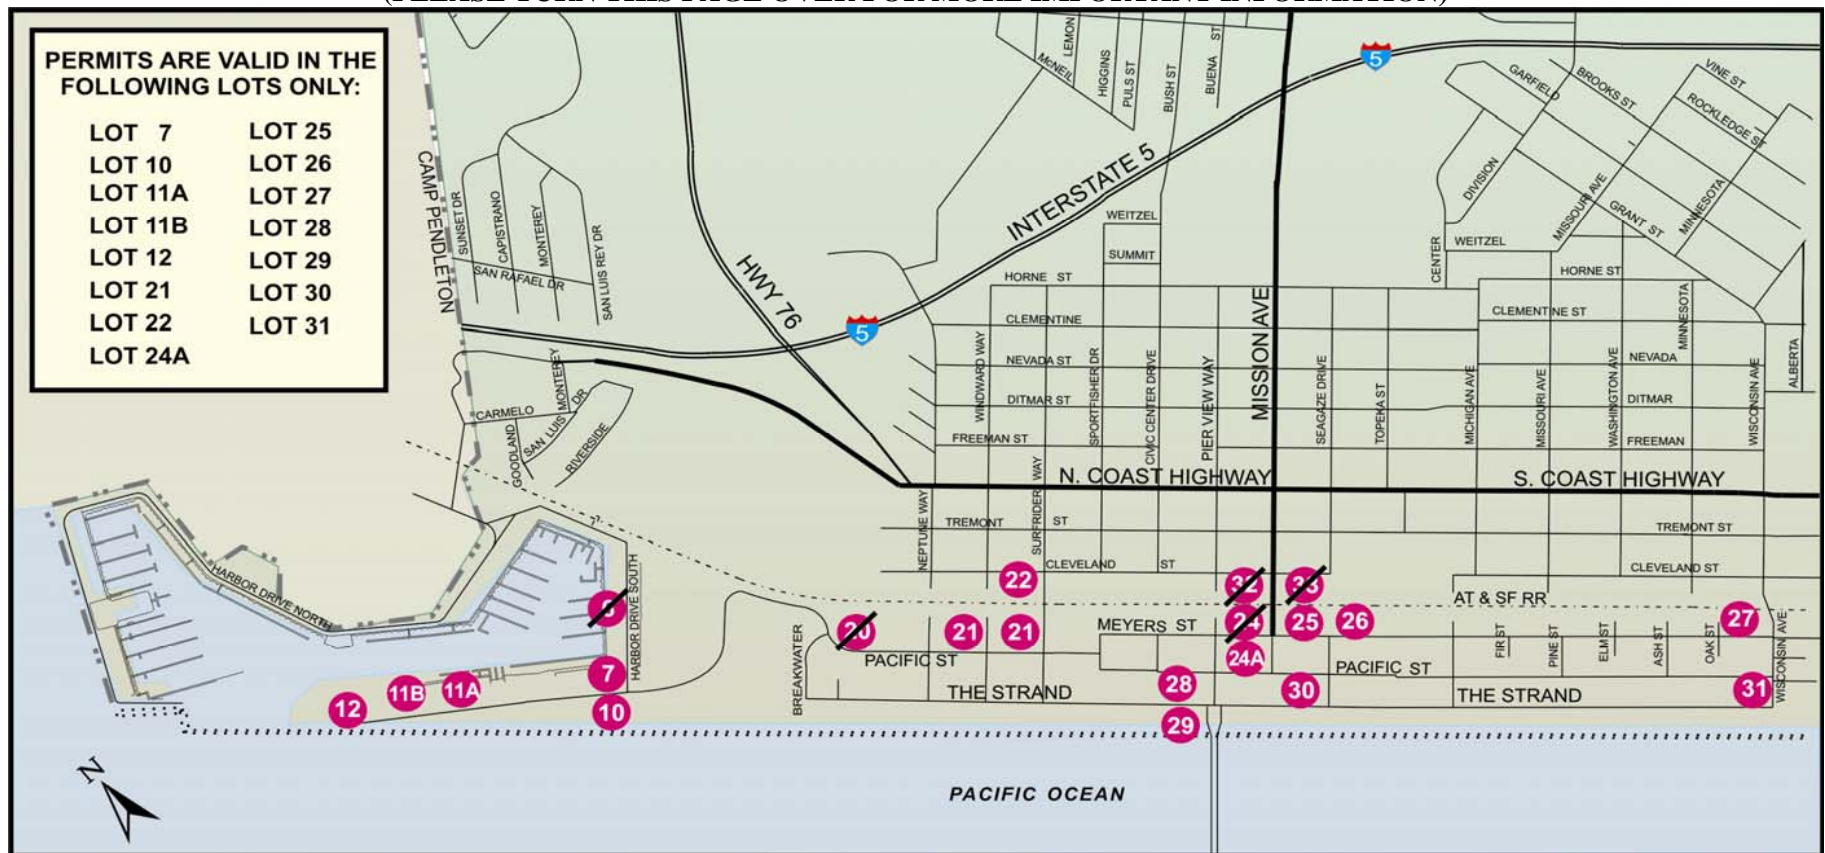 (PLEASE TURN THIS PAGE OVER FOR MORE IMPORTANT INFORMATION)
PERMITS ARE VALID IN THE
FOLLOWING LOTS ONLY:
LOT 7
LOT 10
LOT 11A
LOT 11B
LOT 12
LOT 21
LOT 22
LOT 24A
LOT 25
LOT 26
LOT 27
LOT 28
LOT 29
LOT 30
LOT 31
CAMP PENDLETON
SUNSET DR
CAPISTRANO
MONTEREY
SAN LUIS REY DR
SAN RAFAEL DR
HWY 76
INTERSTATE 5
5
5
LEMON
McNEIL
HIGGINS
PULS ST
BUSH ST
BUENA ST
GARFIELD
BROOKS ST
VINE ST
ROCKLEDGE ST
DIVISION
MISSOURI AVE
GRANT ST
MINNESOTA
CENTER
WEITZEL
WEITZEL
SUMMIT
HORNE ST
HORNE ST
CLEMENTINE
CLEMENTINE ST
NEVADA ST
NEVADA
DITMAR ST
DITMAR
FREEMAN ST
FREEMAN
WINDWARD WAY
SPORTFISHER DR
CIVIC CENTER DRIVE
PIER VIEW WAY
MISSION AVE
SEAGAZE DRIVE
TOPEKA ST
MICHIGAN AVE
MISSOURI AVE
WASHINGTON AVE
MINNESOTA
WISCONSIN AVE
ALBERTA
MONTEREY
CARMELO
GOODLAND
SAN LUIS DR
RIVERSIDE
N. COAST HIGHWAY
S. COAST HIGHWAY
NEPTUNE WAY
SURFRIDER WAY
TREMONT ST
TREMONT ST
CLEVELAND ST
CLEVELAND ST
AT & SF RR
HARBOR DRIVE NORTH
HARBOR DRIVE SOUTH
BREAKWATER
MEYERS ST
PACIFIC ST
PACIFIC ST
THE STRAND
THE STRAND
FIR ST
PINE ST
ELM ST
ASH ST
OAK ST
WISCONSIN AVE
22
32
33
6
20
21
21
24
25
26
27
24A
7
28
30
31
11B
11A
12
10
29
N
PACIFIC OCEAN